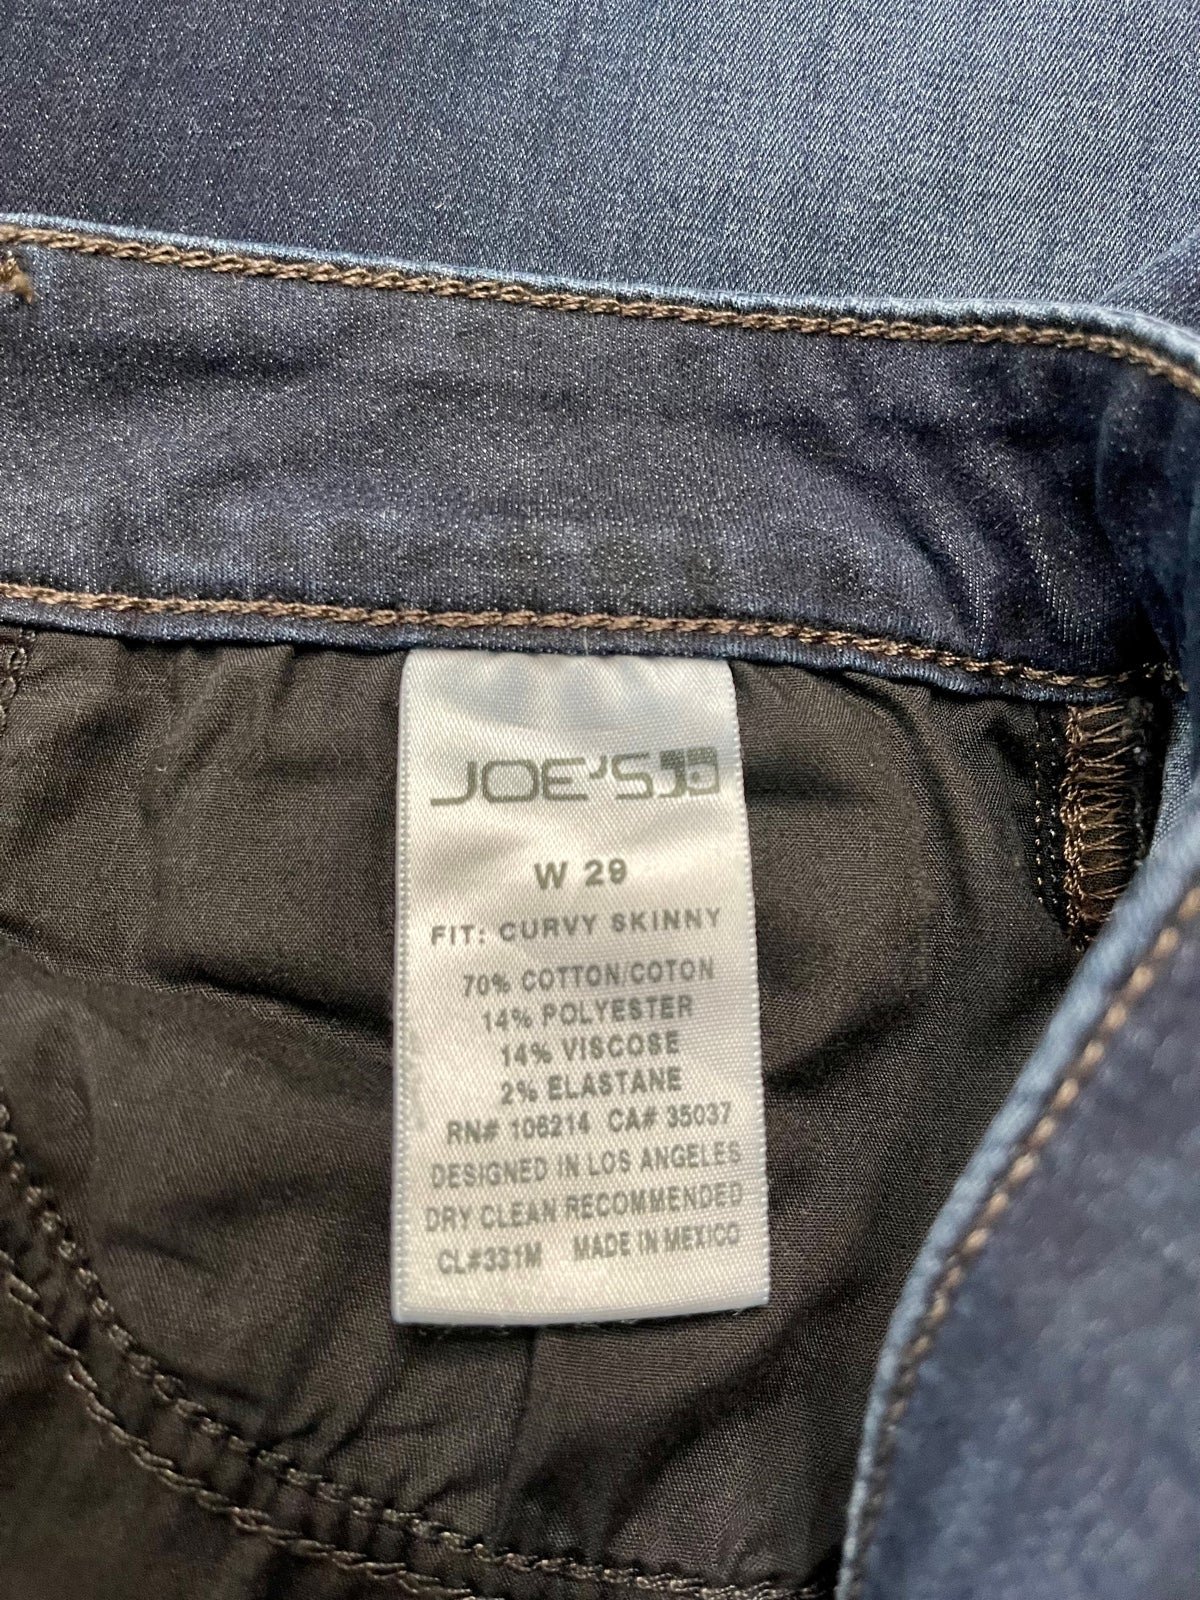 JOE'S
W 29
FIT: CURVY SKINNY
70% COTTON/COTON
14% POLYESTER
14% VISCOSE
2% ELASTANE
RN# 106214 CA# 35037
DESIGNED IN LOS ANGELES
DRY CLEAN RECOMMENDED
CL#331M MADE IN MEXICO